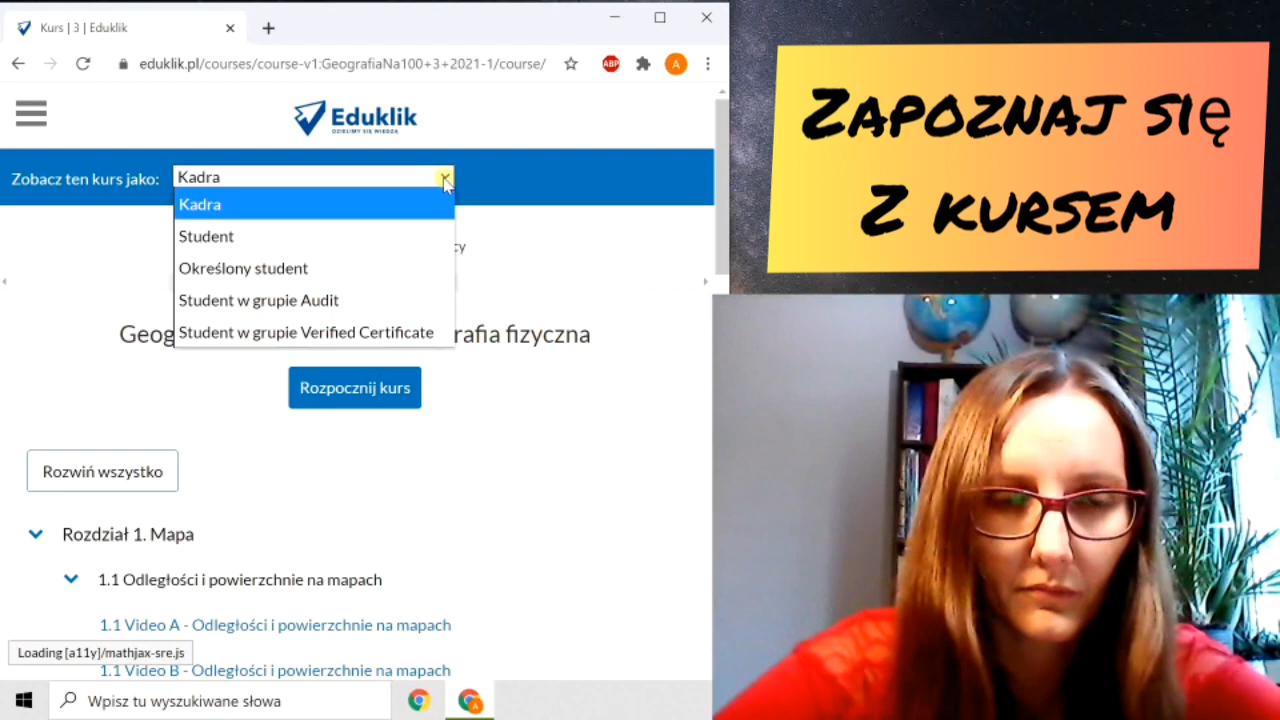 Kurs | 3 | Eduklik
eduklik.pl/courses/course-v1:GeografiaNa100+3+2021-1/course/
ABP
A
Eduklik
DZIELIMY SIĘ WIEDZĄ
Zobacz ten kurs jako:
Kadra
Kadra
Student
Określony student
Student w grupie Audit
Student w grupie Verified Certificate
cy
Geog
rafia fizyczna
Rozpocznij kurs
Rozwiń wszystko
Rozdział 1. Mapa
1.1 Odległości i powierzchnie na mapach
1.1 Video A - Odległości i powierzchnie na mapach
Loading [a11y]/mathjax-sre.js
1.1 Video B - Odległości i powierzchnie na mapach
Wpisz tu wyszukiwane słowa
A
Zapoznaj się
z kursem